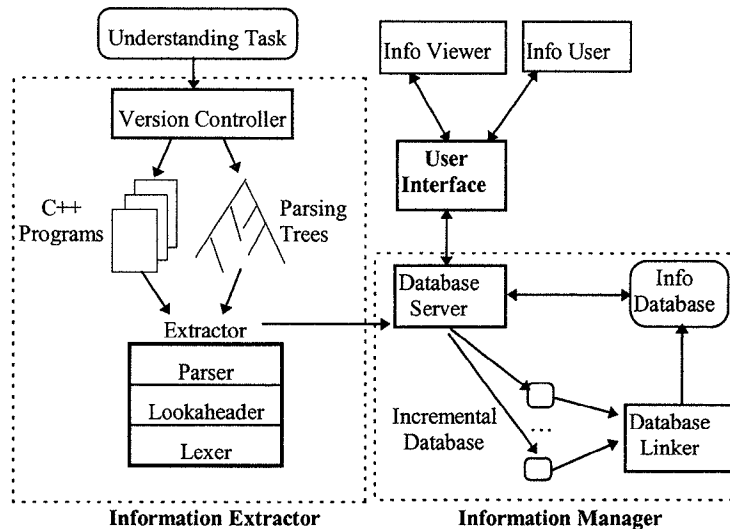 Understanding Task
Info Viewer
Info User
Version Controller
User
Interface
C++
Programs
Parsing
Trees
Database
Server
Info
Database
Extractor
Parser
Lookaheader
Lexer
Incremental
Database
...
Database
Linker
Information Extractor
Information Manager